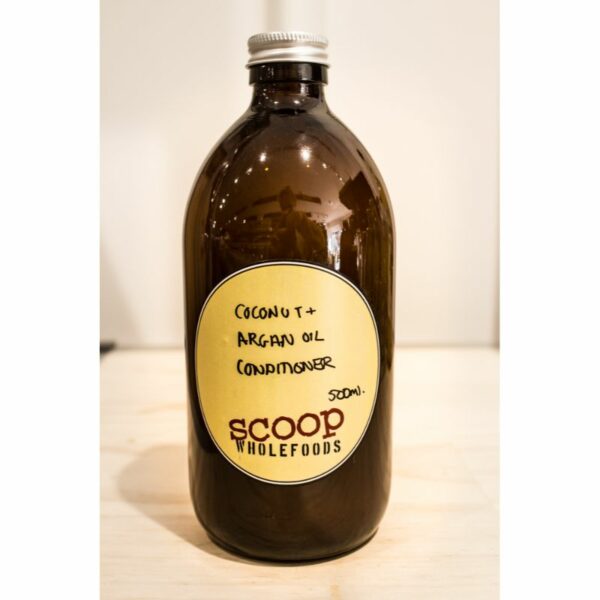 COCONUT +
ARGAN OIL
CONDITIONER
500ml.
scoop
WHOLEFOODS